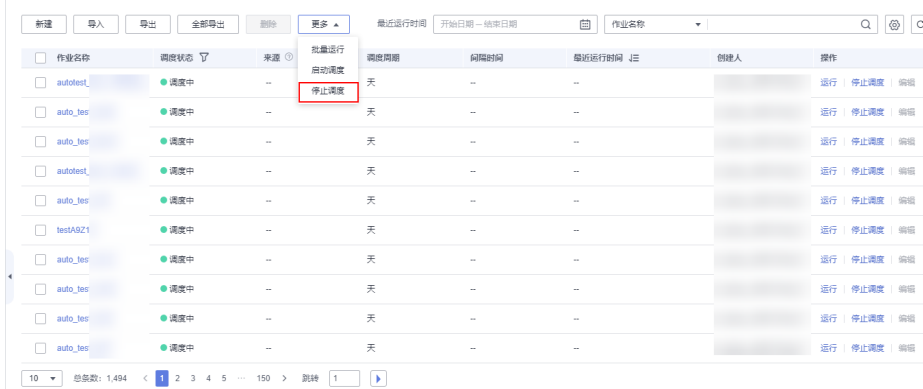 新建 导入 导出 全部导出 删除 更多 最近运行时间 开始日期 – 结束日期 作业名称
批量运行
启动调度
停止调度
作业名称 调度状态 来源 调度周期 间隔时间 最近运行时间 创建人 操作
autotest_ 调度中 -- 天 -- -- 运行 停止调度 编辑
auto_tes 调度中 -- 天 -- -- 运行 停止调度 编辑
auto_tes 调度中 -- 天 -- -- 运行 停止调度 编辑
autotest_ 调度中 -- 天 -- -- 运行 停止调度 编辑
auto_tes 调度中 -- 天 -- -- 运行 停止调度 编辑
testA9Z1 调度中 -- 天 -- -- 运行 停止调度 编辑
auto_tes 调度中 -- 天 -- -- 运行 停止调度 编辑
auto_tes 调度中 -- 天 -- -- 运行 停止调度 编辑
auto_tes 调度中 -- 天 -- -- 运行 停止调度 编辑
auto_tes 调度中 -- 天 -- -- 运行 停止调度 编辑
10 总条数: 1,494 < 1 2 3 4 5 ··· 150 > 跳转 1